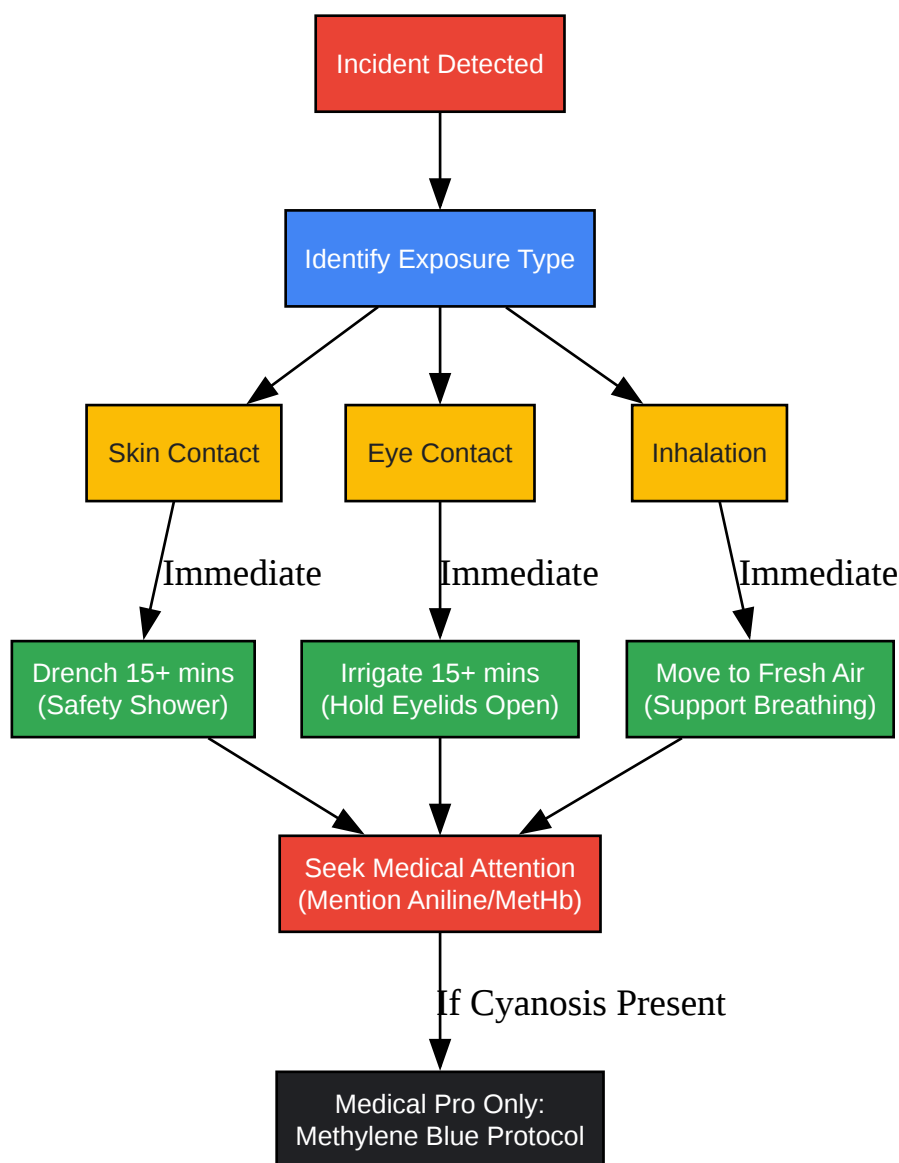 Incident Detected
Identify Exposure Type
Skin Contact
Eye Contact
Inhalation
Immediate
Immediate
Immediate
Drench 15+ mins
(Safety Shower)
Irrigate 15+ mins
(Hold Eyelids Open)
Move to Fresh Air
(Support Breathing)
Seek Medical Attention
(Mention Aniline/MetHb)
If Cyanosis Present
Medical Pro Only:
Methylene Blue Protocol